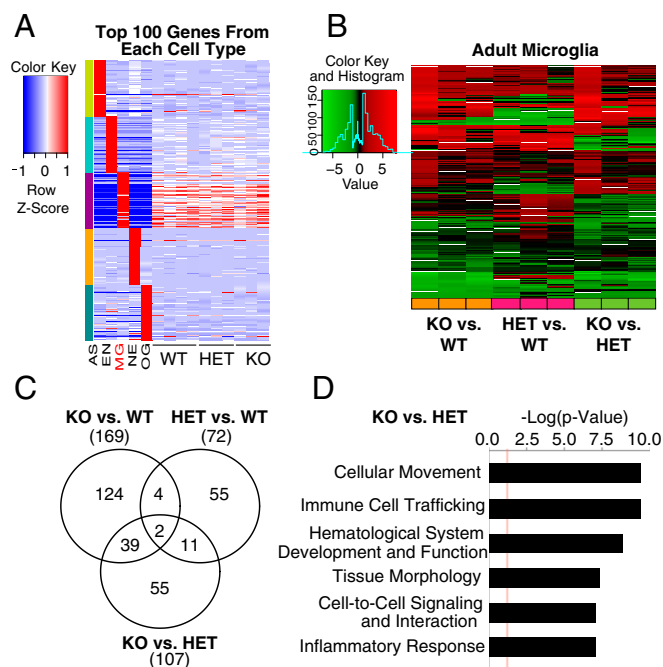 A
Top 100 Genes From
Each Cell Type
Color Key
−1 0 1
Row
Z-Score
AS
EN
MG
NE
OG
WT HET KO
B
Adult Microglia
Color Key
and Histogram
0 50 100 150
−5 0 5
Value
KO vs.
WT
HET vs.
WT
KO vs.
HET
C
KO vs. WT
(169)
HET vs. WT
(72)
124 4 55
2
39 11
55
KO vs. HET
(107)
D
KO vs. HET
-Log(p-Value)
0.0 2.5 5.0 7.5 10.0
Cellular Movement
Immune Cell Trafficking
Hematological System
Development and Function
Tissue Morphology
Cell-to-Cell Signaling
and Interaction
Inflammatory Response